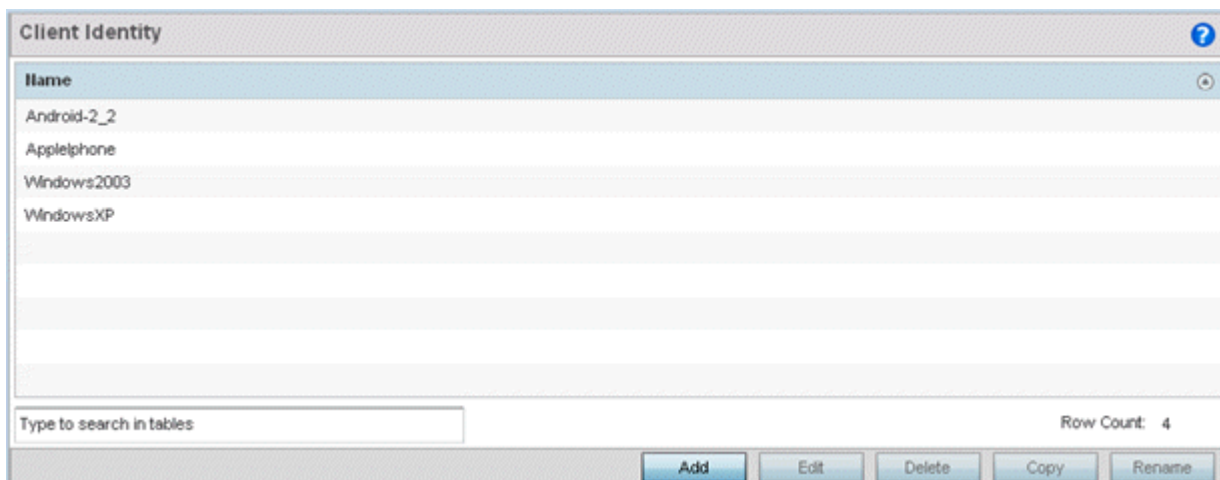 Client Identity
?
Name
Android-2_2
AppleIphone
Windows2003
WindowsXP
Type to search in tables
Row Count: 4
Add Edit Delete Copy Rename